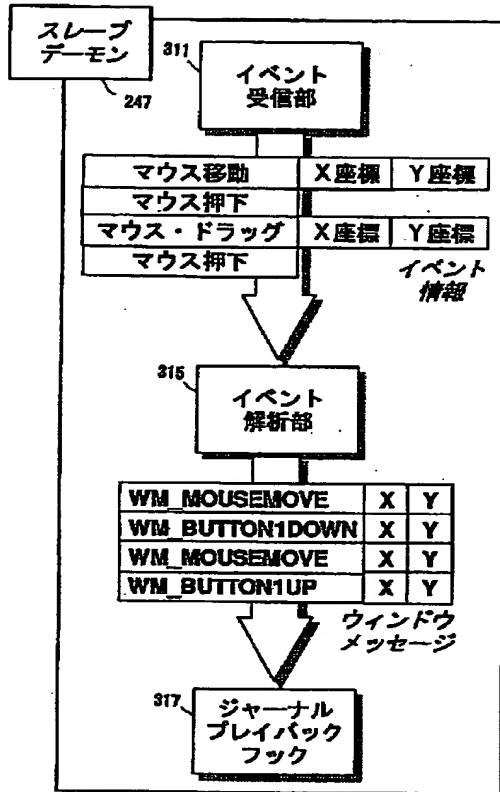 スレーブ
デーモン
247
311
イベント
受信部
マウス移動 X座標 Y座標
マウス押下
マウス・ドラッグ X座標 Y座標
マウス押下
イベント
情報
315
イベント
解析部
WM_MOUSEMOVE X Y
WM_BUTTON1DOWN X Y
WM_MOUSEMOVE X Y
WM_BUTTON1UP X Y
ウィンドウ
メッセージ
317
ジャーナル
プレイバック
フック